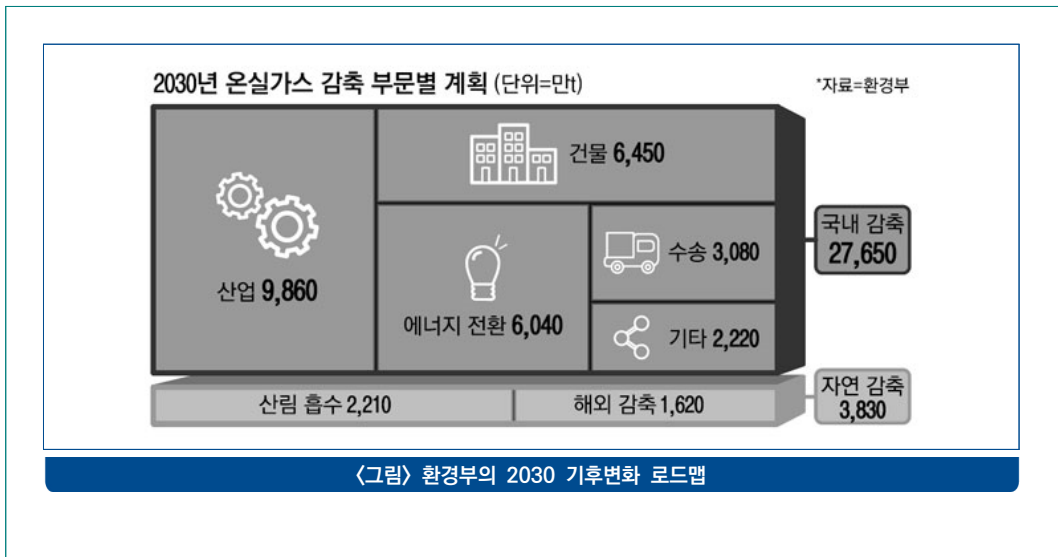 2030년 온실가스 감축 부문별 계획 (단위=만t)
*자료=환경부
산업 9,860
건물 6,450
에너지 전환 6,040
수송 3,080
기타 2,220
국내 감축
27,650
산림 흡수 2,210
해외 감축 1,620
자연 감축
3,830
〈그림〉 환경부의 2030 기후변화 로드맵